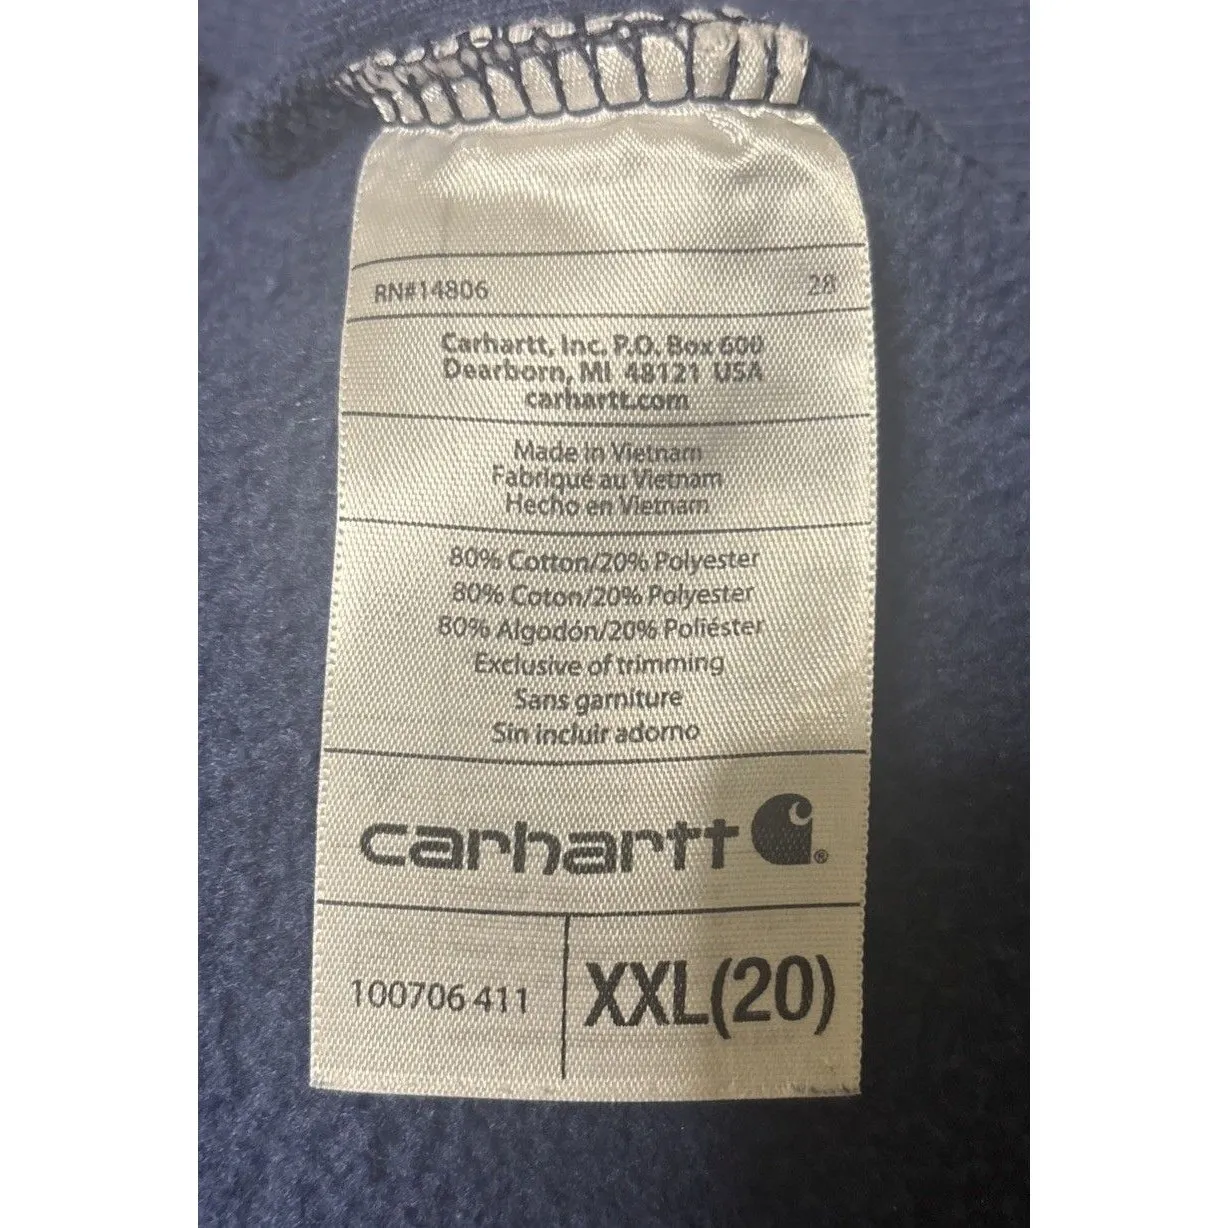 RN#14806 28
Carhartt, Inc. P.O. Box 600
Dearborn, MI 48121 USA
carhartt.com
Made in Vietnam
Fabriqué au Vietnam
Hecho en Vietnam
80% Cotton/20% Polyester
80% Coton/20% Polyester
80% Algodón/20% Poliéster
Exclusive of trimming
Sans garniture
Sin incluir adorno
carhartt ®
100706 411
XXL(20)